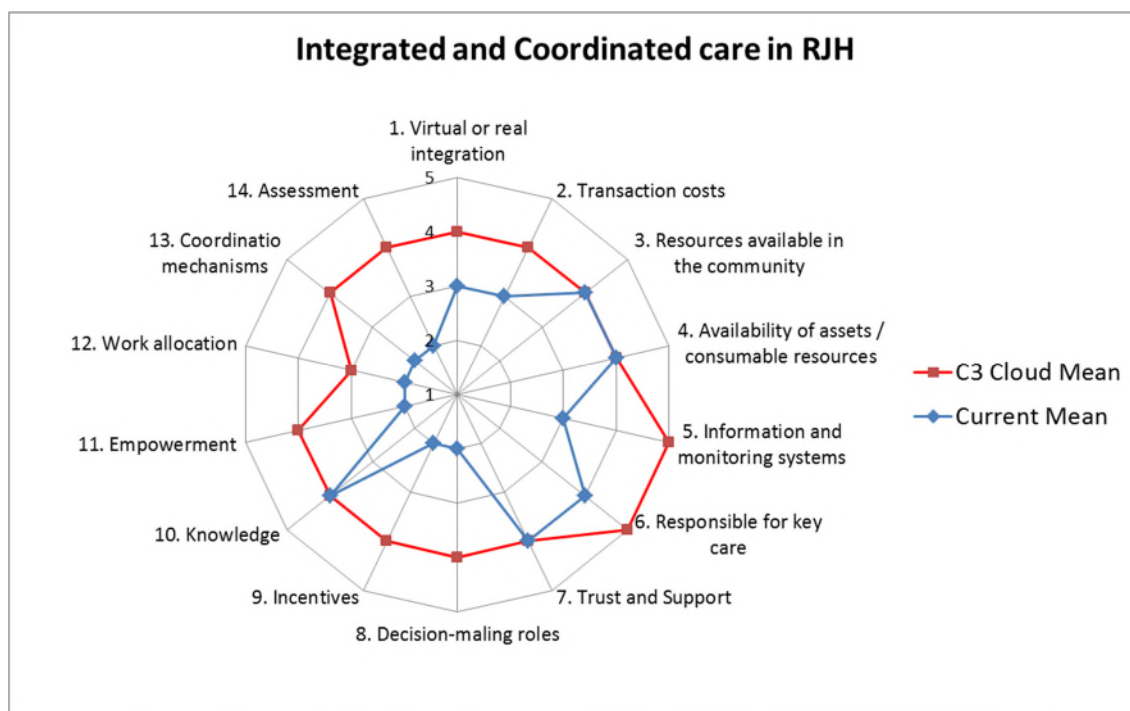 Integrated and Coordinated care in RJH
1. Virtual or real
integration
2. Transaction costs
3. Resources available in
the community
4. Availability of assets /
consumable resources
5. Information and
monitoring systems
6. Responsible for key
care
7. Trust and Support
8. Decision-maling roles
9. Incentives
10. Knowledge
11. Empowerment
12. Work allocation
13. Coordinatio
mechanisms
14. Assessment
5
4
3
2
1
C3 Cloud Mean
Current Mean